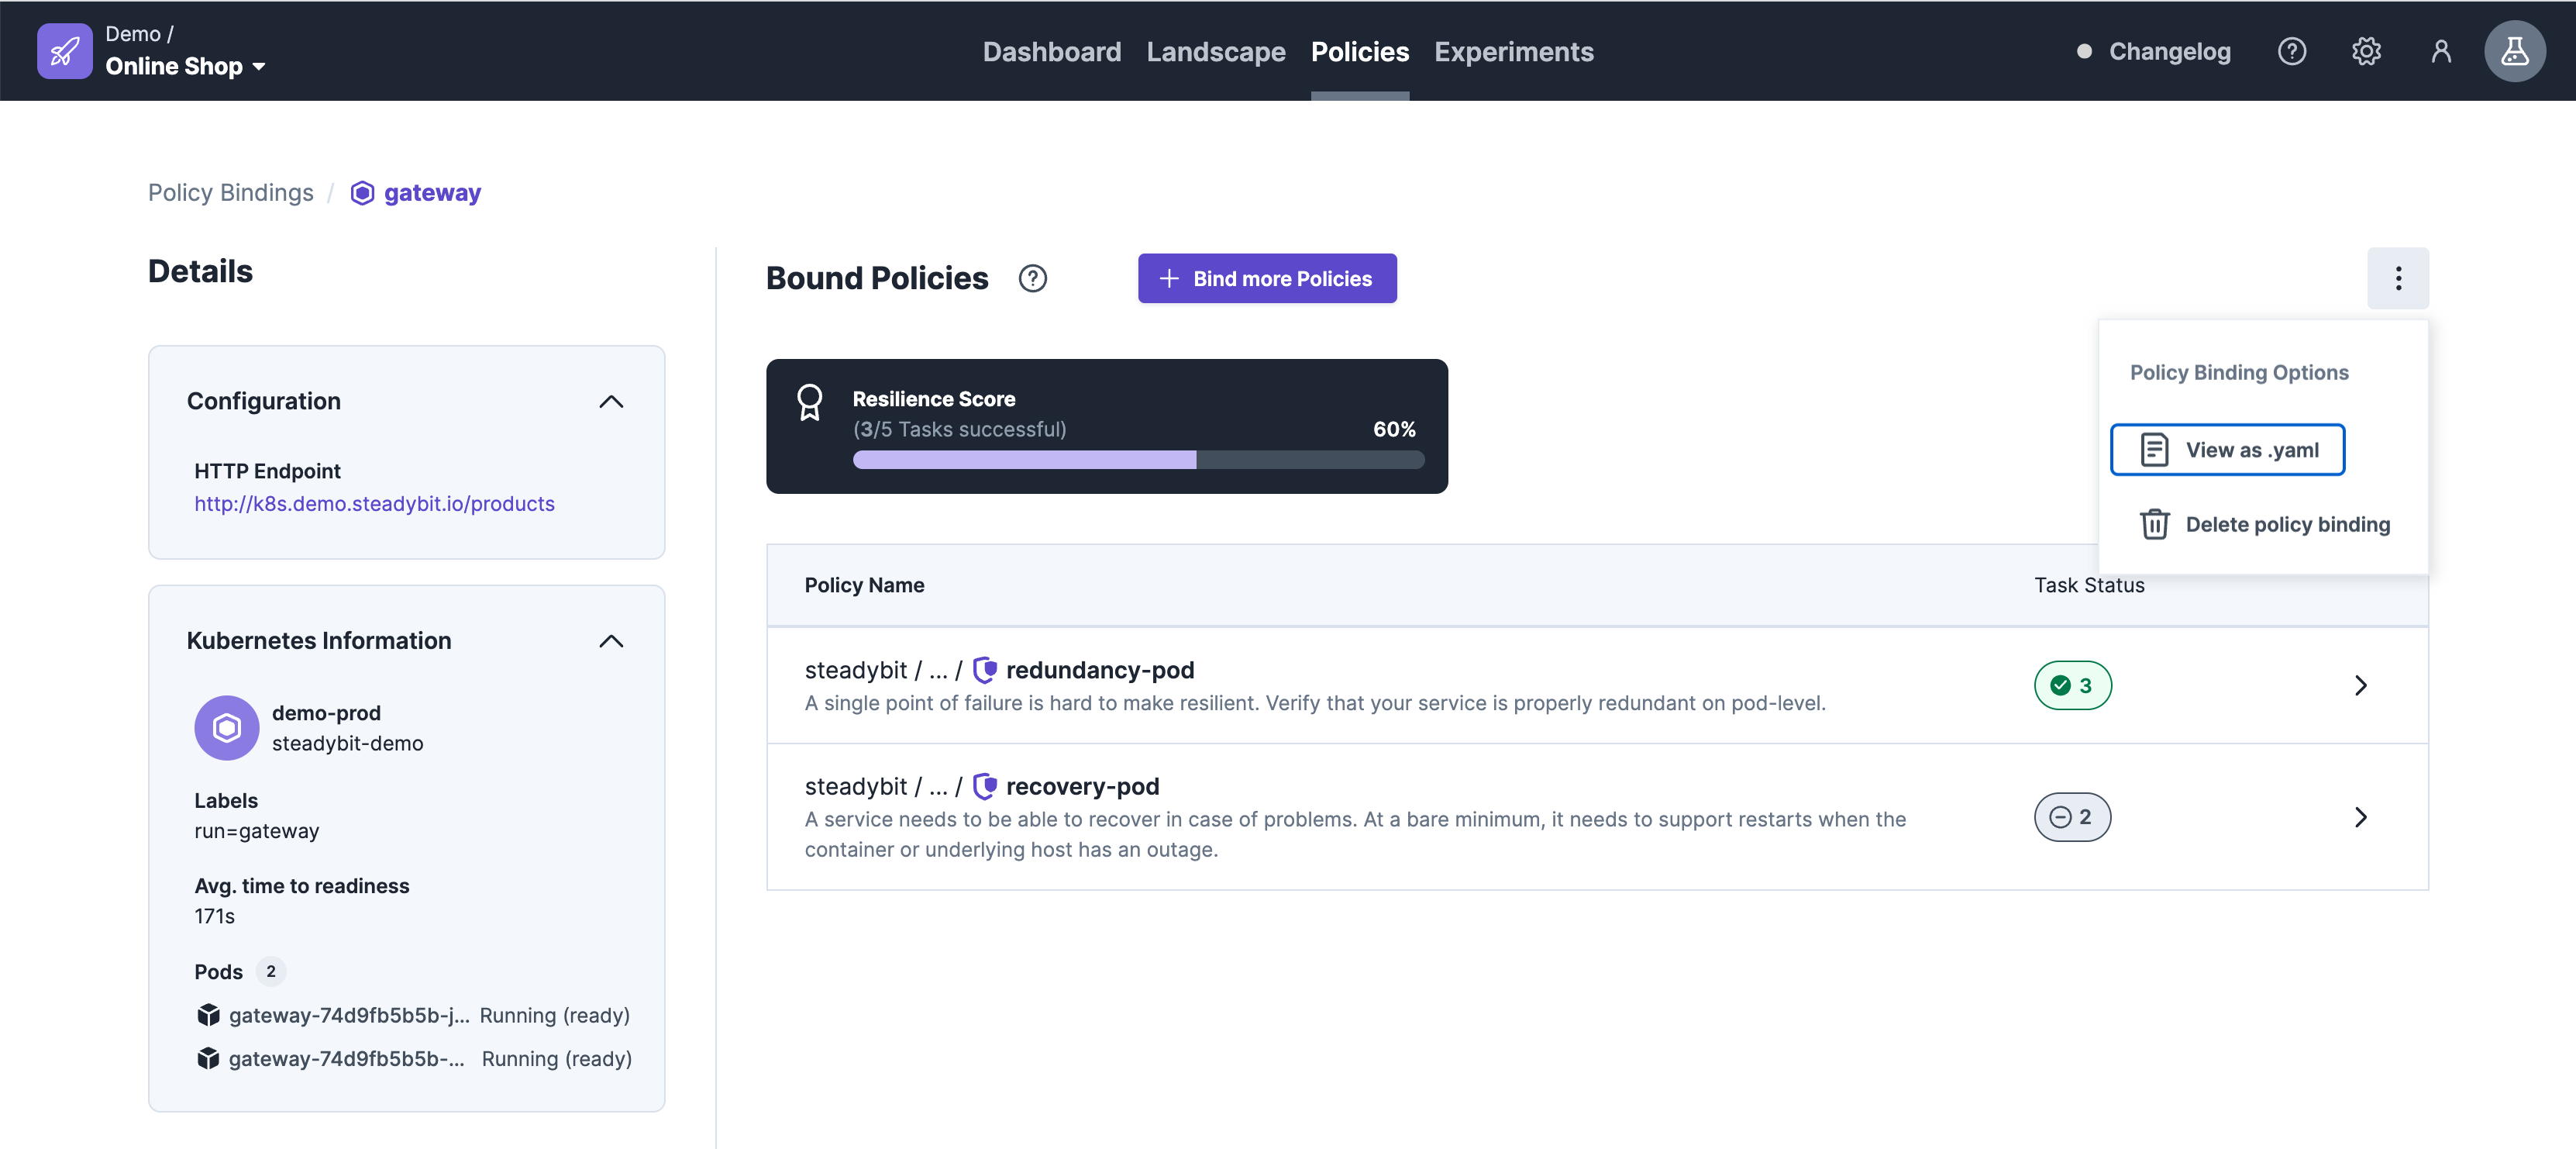 Demo /
Online Shop
Dashboard Landscape Policies Experiments
Changelog
Policy Bindings / gateway
Details
Configuration
HTTP Endpoint
http://k8s.demo.steadybit.io/products
Kubernetes Information
demo-prod
steadybit-demo
Labels
run=gateway
Avg. time to readiness
171s
Pods 2
gateway-74d9fb5b5b-j... Running (ready)
gateway-74d9fb5b5b-... Running (ready)
Bound Policies ?
+ Bind more Policies
Resilience Score
(3/5 Tasks successful) 60%
Policy Binding Options
View as .yaml
Delete policy binding
Policy Name Task Status
steadybit / ... / redundancy-pod
A single point of failure is hard to make resilient. Verify that your service is properly redundant on pod-level.
3
steadybit / ... / recovery-pod
A service needs to be able to recover in case of problems. At a bare minimum, it needs to support restarts when the
container or underlying host has an outage.
2